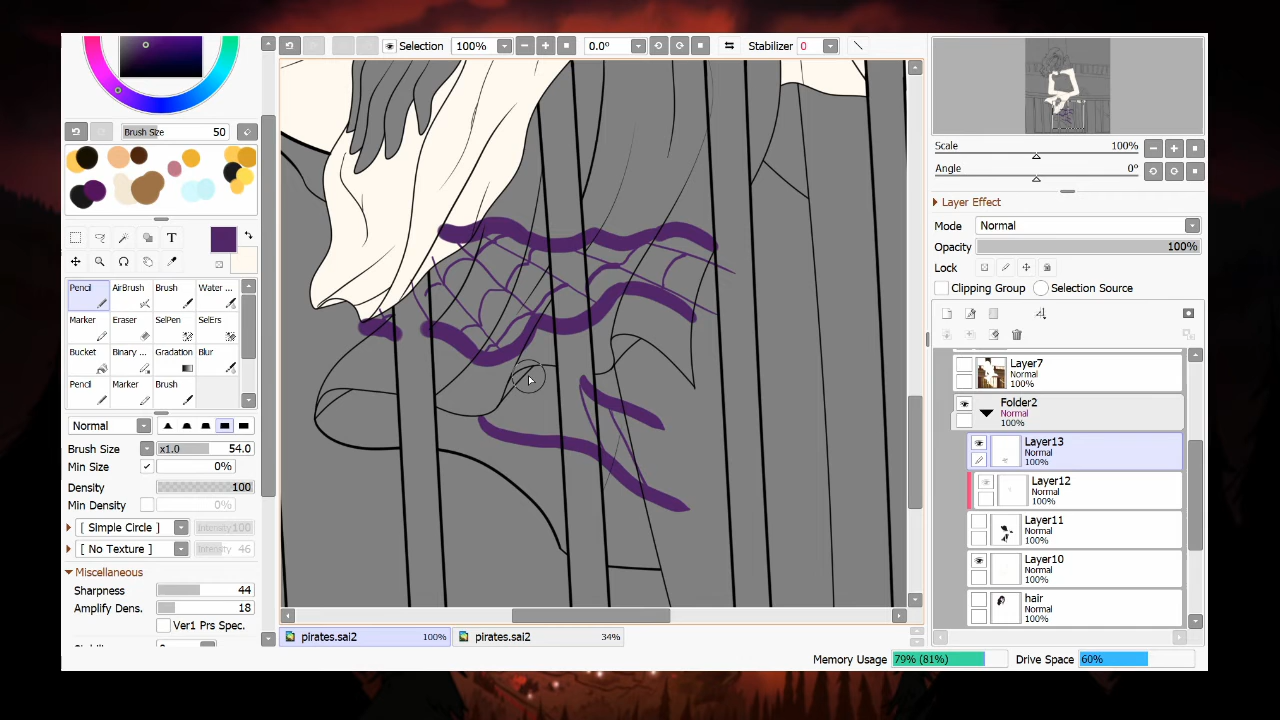 Selection 100% 0.0° Stabilizer 0
Brush Size 50
T
Pencil AirBrush Brush Water ...
Marker Eraser SelPen SelErs
Bucket Binary ... Gradation Blur
Pencil Marker Brush
Normal
Brush Size x1.0 54.0
Min Size 0%
Density 100
Min Density 0%
[ Simple Circle ] Intensity 100
[ No Texture ] Intensity 46
Miscellaneous
Sharpness 44
Amplify Dens. 18
Ver1 Prs Spec.
pirates.sai2 100% pirates.sai2 34%
Scale 100%
Angle 0°
Layer Effect
Mode Normal
Opacity 100%
Lock
Clipping Group Selection Source
100%
Layer7
100%
Folder2
Normal
100%
Layer13
Normal
100%
Layer12
Normal
100%
Layer11
Normal
100%
Layer10
Normal
100%
hair
Normal
100%
Memory Usage 79% (81%) Drive Space 60%